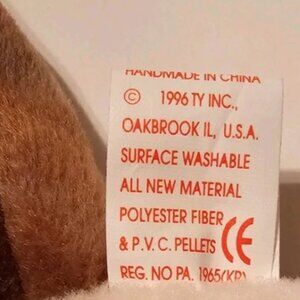 HANDMADE IN CHINA
© 1996 TY INC.,
OAKBROOK IL, U.S.A.
SURFACE WASHABLE
ALL NEW MATERIAL
POLYESTER FIBER
& P.V.C. PELLETS CE
REG. NO PA. 1965(KR)